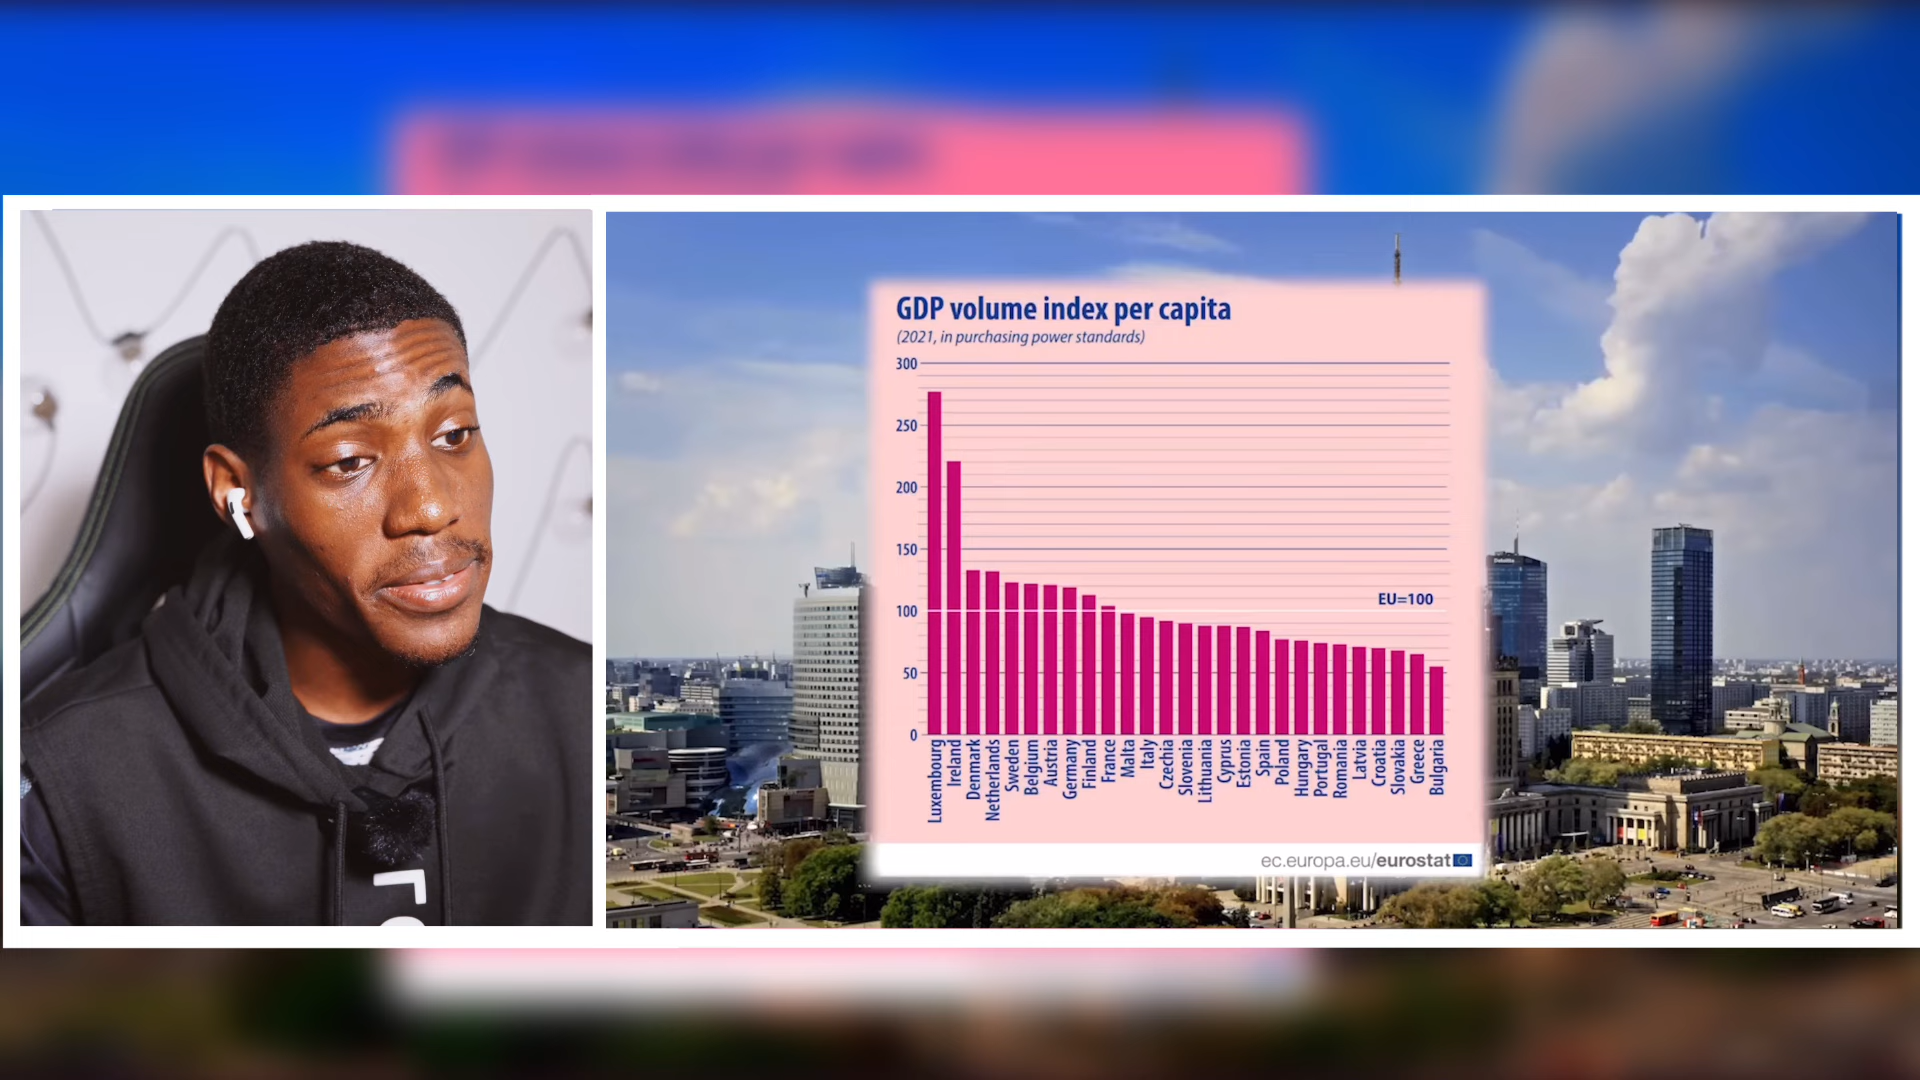 GDP volume index per capita
(2021, in purchasing power standards)
300
250
200
150
EU=100
100
50
0
Luxembourg
Ireland
Denmark
Netherlands
Sweden
Belgium
Austria
Germany
Finland
France
Malta
Italy
Czechia
Slovenia
Lithuania
Cyprus
Estonia
Spain
Poland
Hungary
Portugal
Romania
Latvia
Croatia
Slovakia
Greece
Bulgaria
ec.europa.eu/eurostat